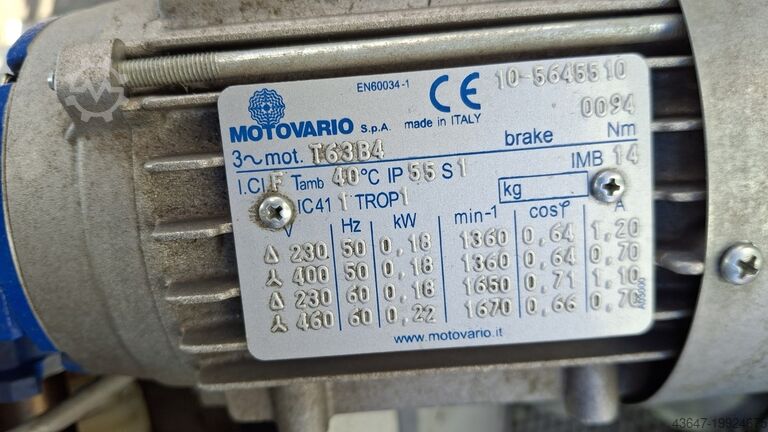 EN60034-1 CE 10-5645510
0094
MOTOVARIO S.p.A. made in ITALY
brake Nm
3~mot. T63B4
IMB 14
I.Cl F Tamb 40°C IP 55 S1
kg
IC41 1 TROP1
V Hz kW min-1 cosφ A
Δ 230 50 0,18 1360 0,64 1.20
⅄ 400 50 0,18 1360 0,64 0.70
Δ 230 60 0,18 1650 0,71 1.10
⅄ 460 60 0,22 1670 0,66 0,70
www.motovario.it
43647-19924675